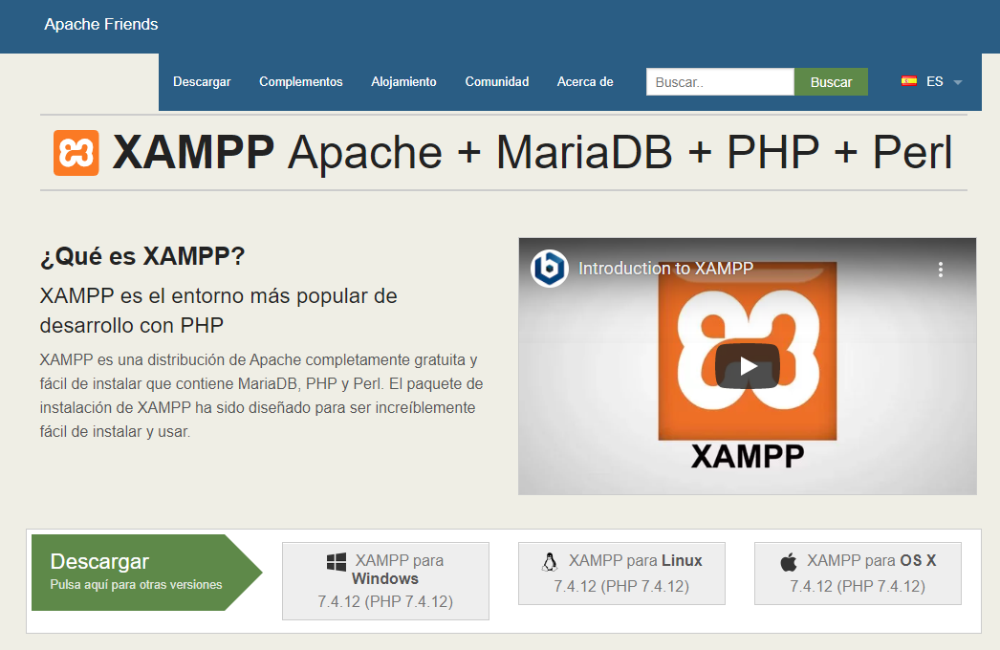 Apache Friends
Descargar Complementos Alojamiento Comunidad Acerca de Buscar.. Buscar ES
XAMPP Apache + MariaDB + PHP + Perl
¿Qué es XAMPP?
XAMPP es el entorno más popular de
desarrollo con PHP
XAMPP es una distribución de Apache completamente gratuita y
fácil de instalar que contiene MariaDB, PHP y Perl. El paquete de
instalación de XAMPP ha sido diseñado para ser increíblemente
fácil de instalar y usar.
Introduction to XAMPP
XAMPP
Descargar
Pulsa aquí para otras versiones
XAMPP para
Windows
7.4.12 (PHP 7.4.12)
XAMPP para Linux
7.4.12 (PHP 7.4.12)
XAMPP para OS X
7.4.12 (PHP 7.4.12)